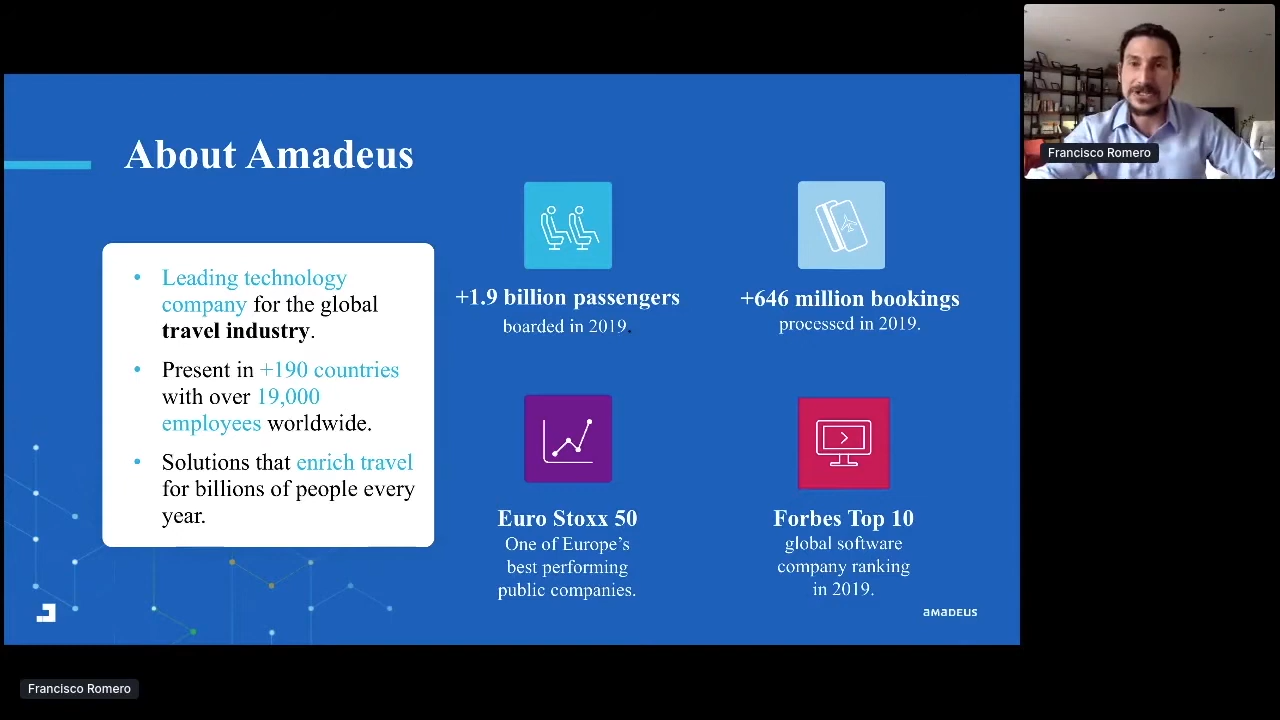 About Amadeus
• Leading technology
company for the global
travel industry.
• Present in +190 countries
with over 19,000
employees worldwide.
• Solutions that enrich travel
for billions of people every
year.
+1.9 billion passengers
boarded in 2019.
+646 million bookings
processed in 2019.
Euro Stoxx 50
One of Europe’s
best performing
public companies.
Forbes Top 10
global software
company ranking
in 2019.
amadeus
Francisco Romero
Francisco Romero